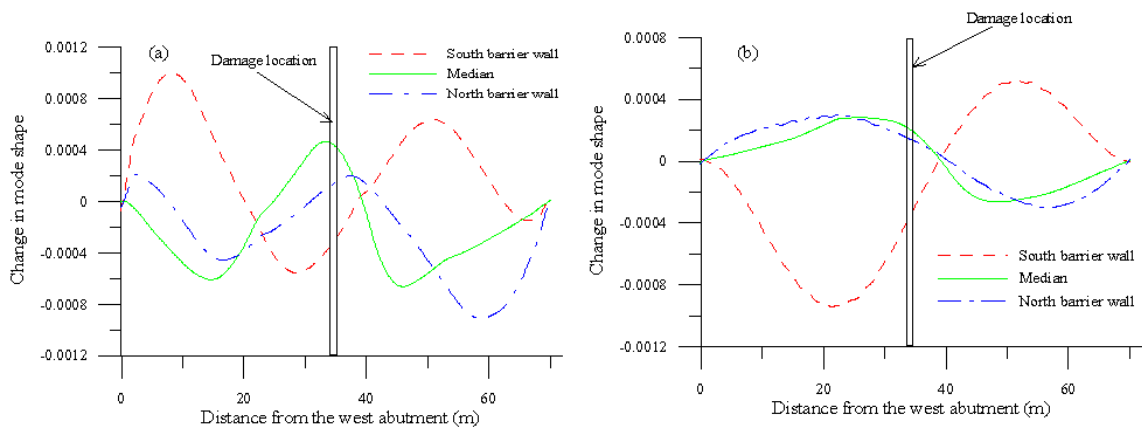 0.0012
0.0008
0.0004
0
-0.0004
-0.0008
-0.0012
Change in mode shape
(a)
Damage location
South barrier wall
Median
North barrier wall
0
20
40
60
Distance from the west abutment (m)
0.0008
0.0004
0
-0.0004
-0.0008
-0.0012
Change in mode shape
(b)
Damage location
South barrier wall
Median
North barrier wall
0
20
40
60
Distance from the west abutment (m)